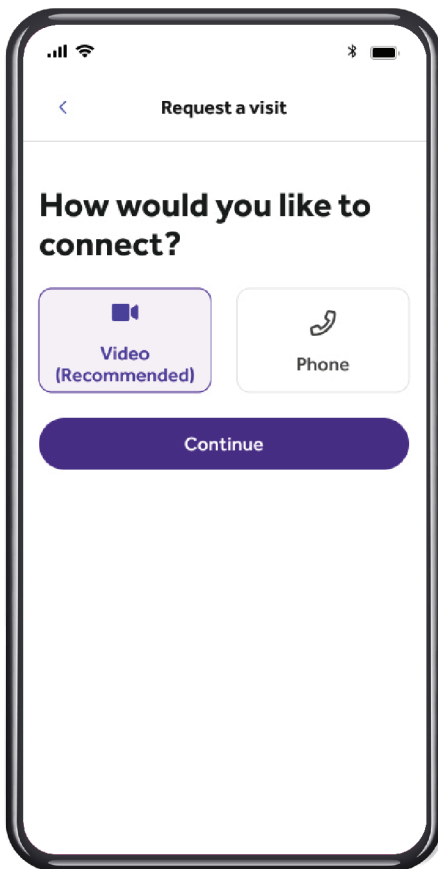 Request a visit
How would you like to
connect?
Video
(Recommended)
Phone
Continue